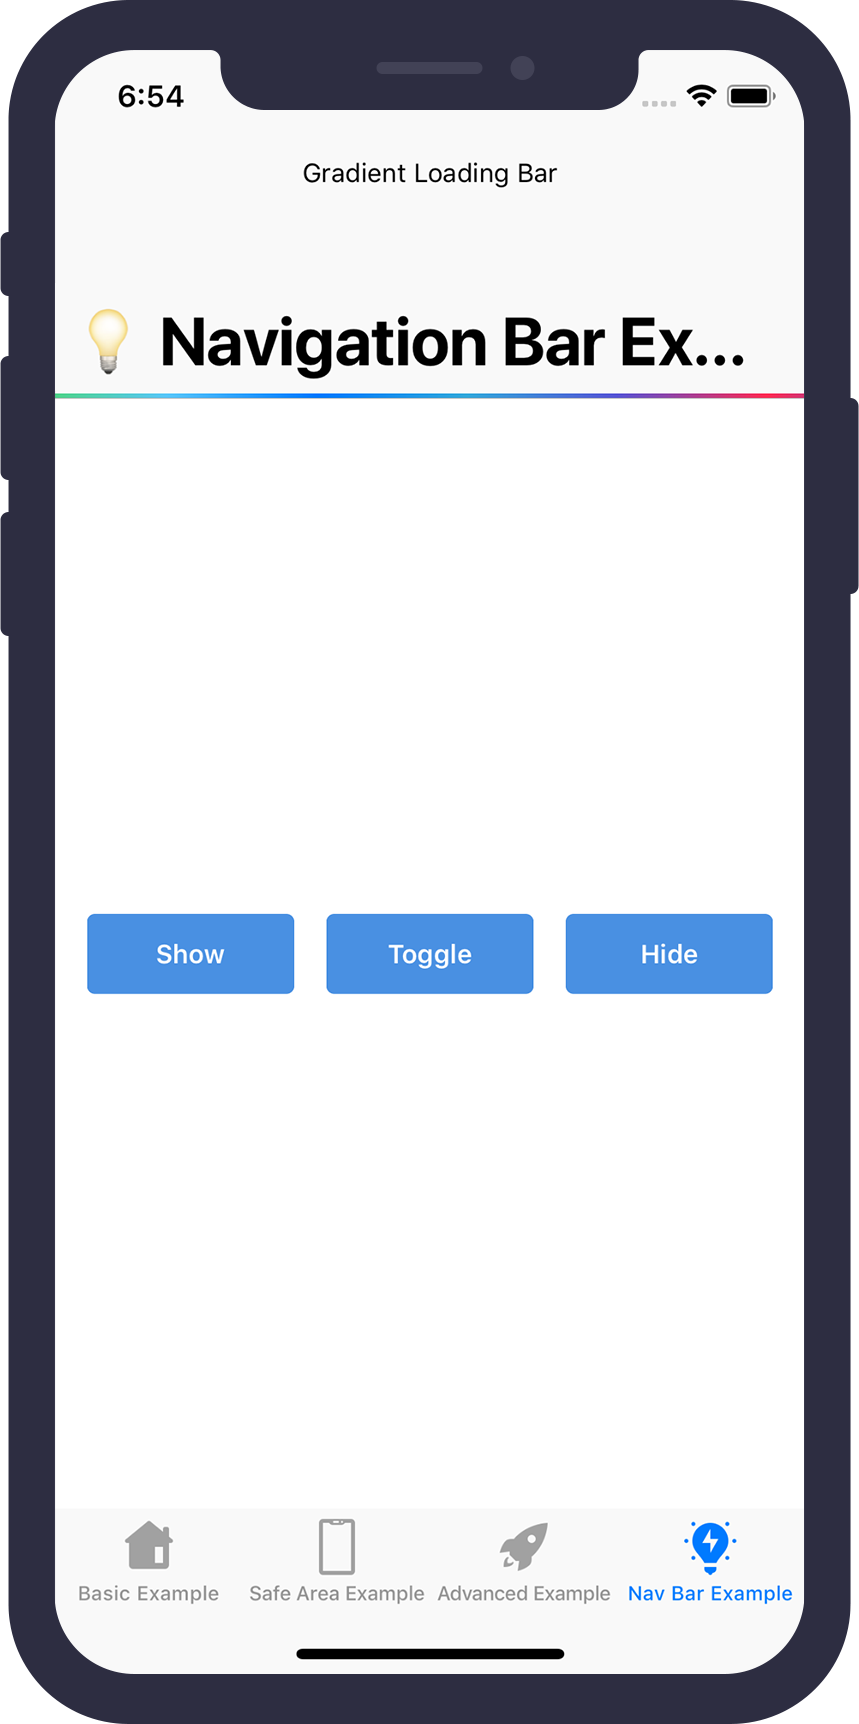 6:54
Gradient Loading Bar
💡 Navigation Bar Ex...
Show Toggle Hide
Basic Example Safe Area Example Advanced Example Nav Bar Example